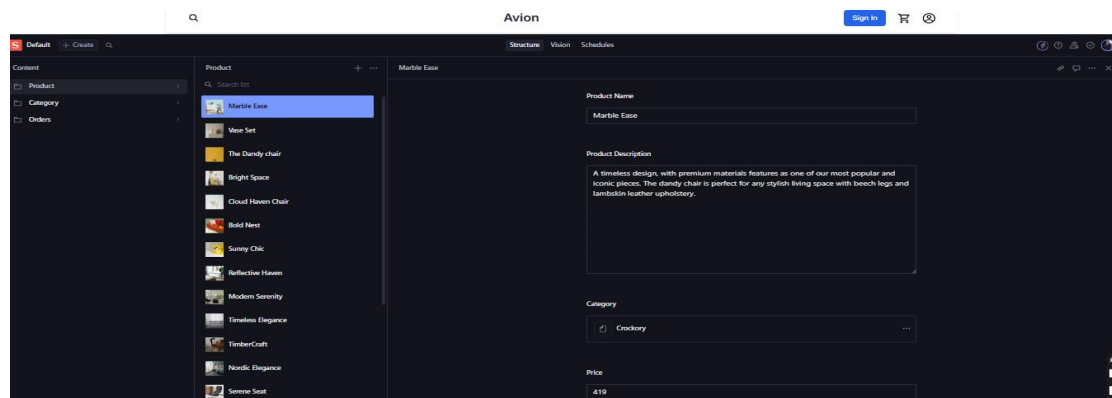 Avion
Sign in
S Default + Create
Structure Vision Schedules
Content
Product
Category
Orders
Product
Search list
Marble Ease
Vase Set
The Dandy chair
Bright Space
Cloud Haven Chair
Bold Nest
Sunny Chic
Reflective Haven
Modern Serenity
Timeless Elegance
TimberCraft
Nordic Elegance
Serene Seat
Marble Ease
Product Name
Marble Ease
Product Description
A timeless design, with premium materials features as one of our most popular and
iconic pieces. The dandy chair is perfect for any stylish living space with beech legs and
lambskin leather upholstery.
Category
Crockory
Price
419